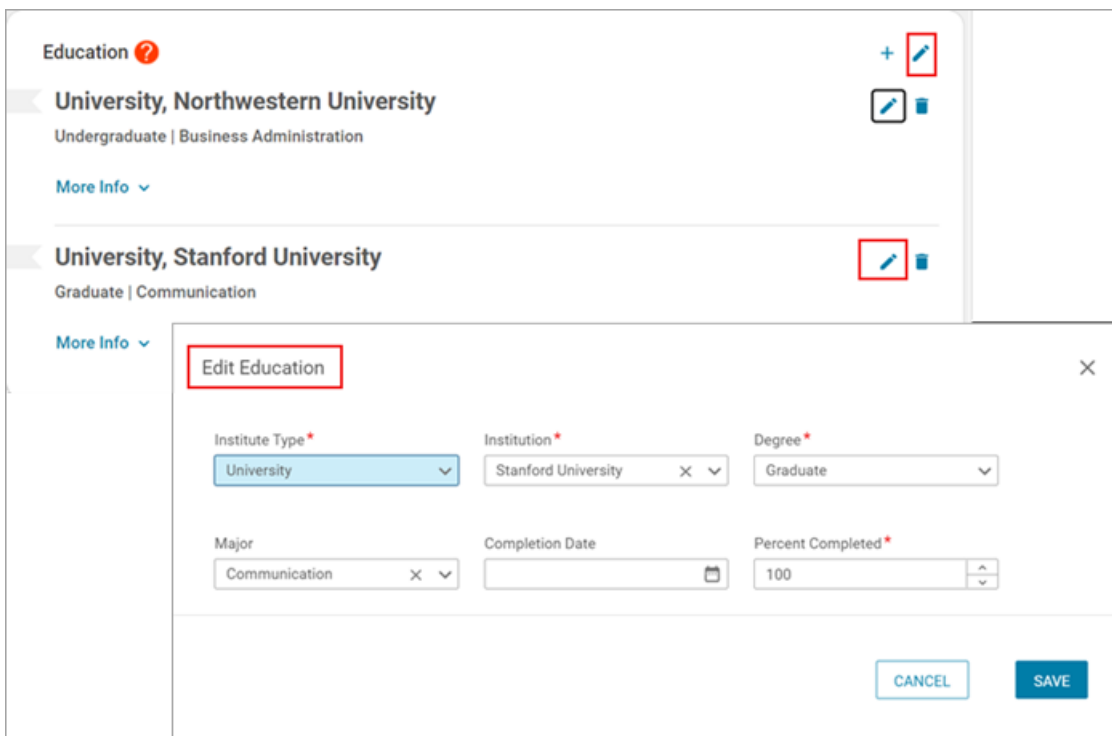 Education ?
University, Northwestern University
Undergraduate | Business Administration
More Info
University, Stanford University
Graduate | Communication
More Info
Edit Education
Institute Type* Institution* Degree*
University Stanford University Graduate
Major Completion Date Percent Completed*
Communication 100
CANCEL SAVE